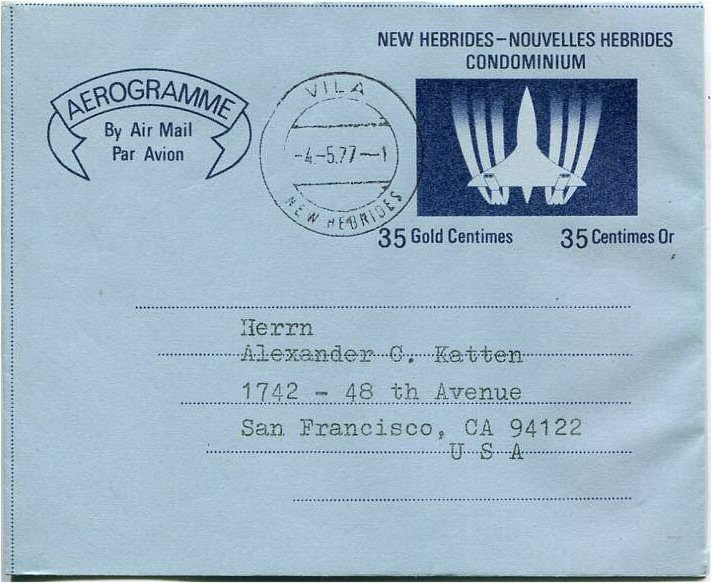 NEW HEBRIDES-NOUVELLES HEBRIDES
CONDOMINIUM
AEROGRAMME
By Air Mail
Par Avion
VILA
-4.-5.77-1
NEW HEBRIDES
35 Gold Centimes
35 Centimes Or
Herrn
Alexander C. Katten
1742 - 48 th Avenue
San Francisco, CA 94122
U S A